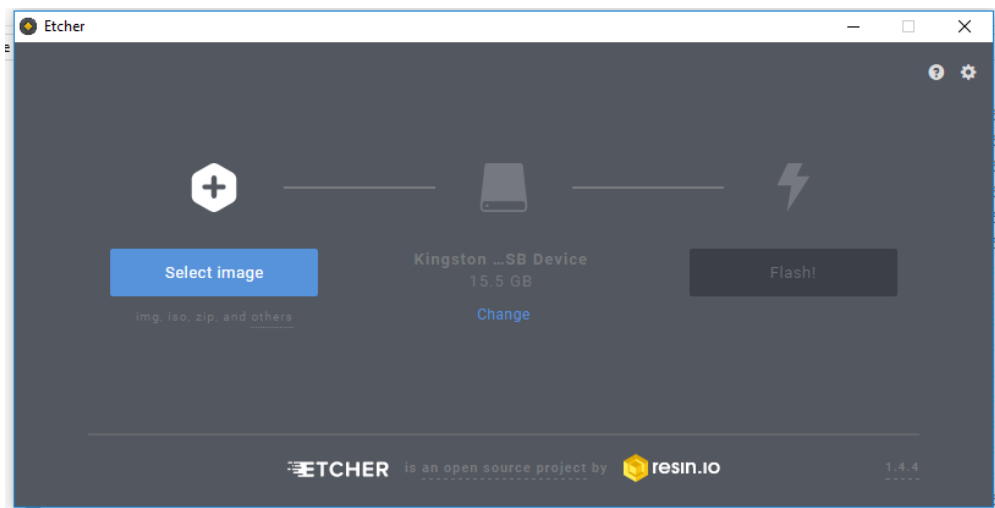 Etcher
e
Select image
img, iso, zip, and others
Kingston ...SB Device
15.5 GB
Change
Flash!
ETCHER is an open source project by resin.io
1.4.4